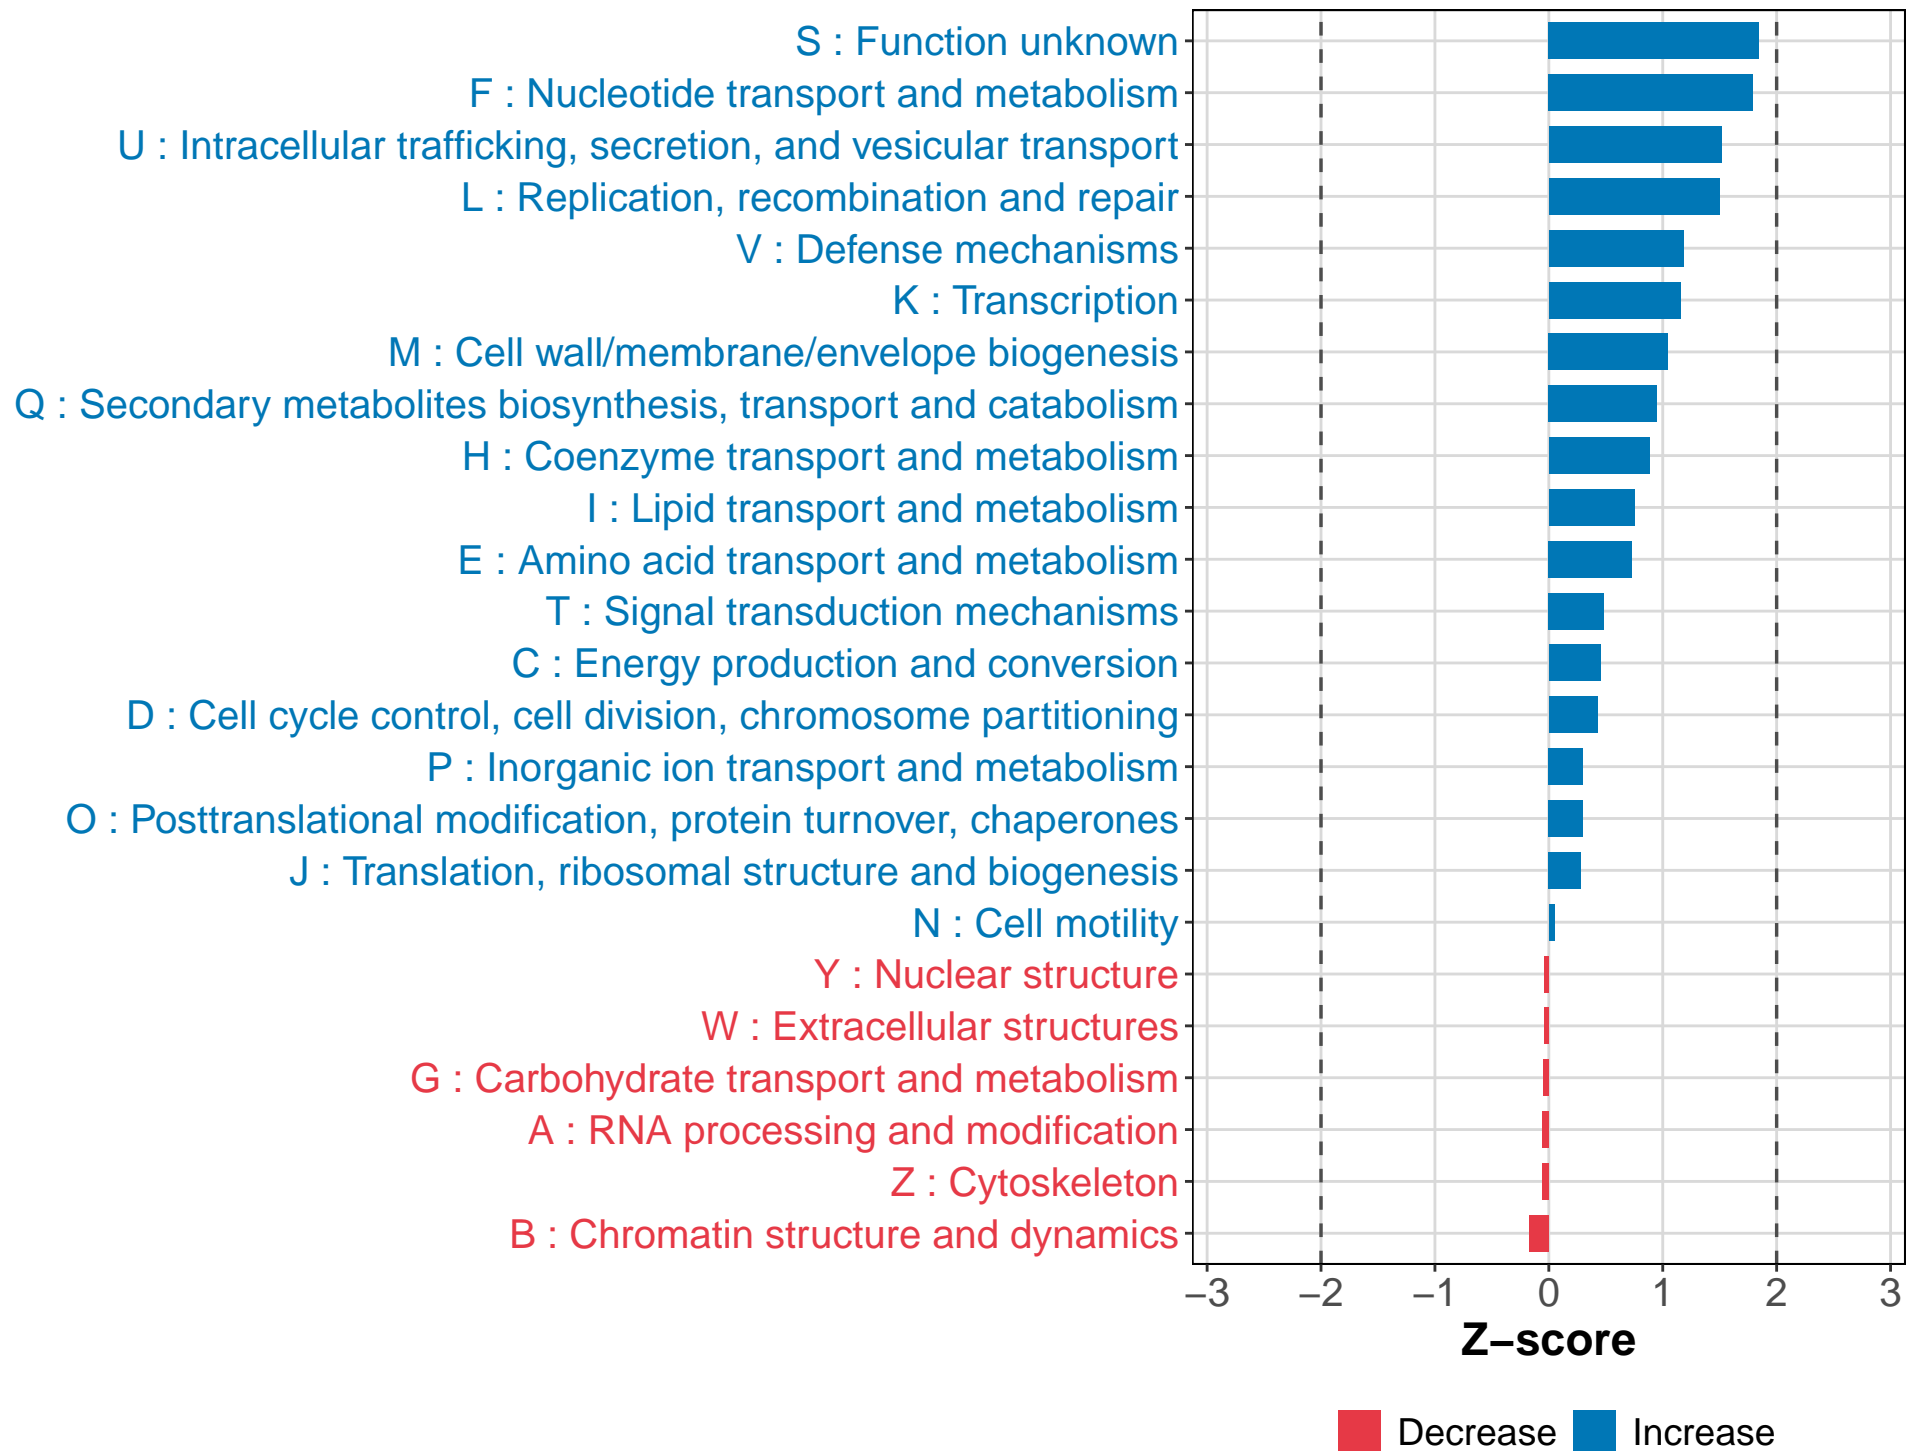 S : Function unknown
F : Nucleotide transport and metabolism
U : Intracellular trafficking, secretion, and vesicular transport
L : Replication, recombination and repair
V : Defense mechanisms
K : Transcription
M : Cell wall/membrane/envelope biogenesis
Q : Secondary metabolites biosynthesis, transport and catabolism
H : Coenzyme transport and metabolism
I : Lipid transport and metabolism
E : Amino acid transport and metabolism
T : Signal transduction mechanisms
C : Energy production and conversion
D : Cell cycle control, cell division, chromosome partitioning
P : Inorganic ion transport and metabolism
O : Posttranslational modification, protein turnover, chaperones
J : Translation, ribosomal structure and biogenesis
N : Cell motility
Y : Nuclear structure
W : Extracellular structures
G : Carbohydrate transport and metabolism
A : RNA processing and modification
Z : Cytoskeleton
B : Chromatin structure and dynamics
−3 −2 −1 0 1 2 3
Z−score
Decrease Increase